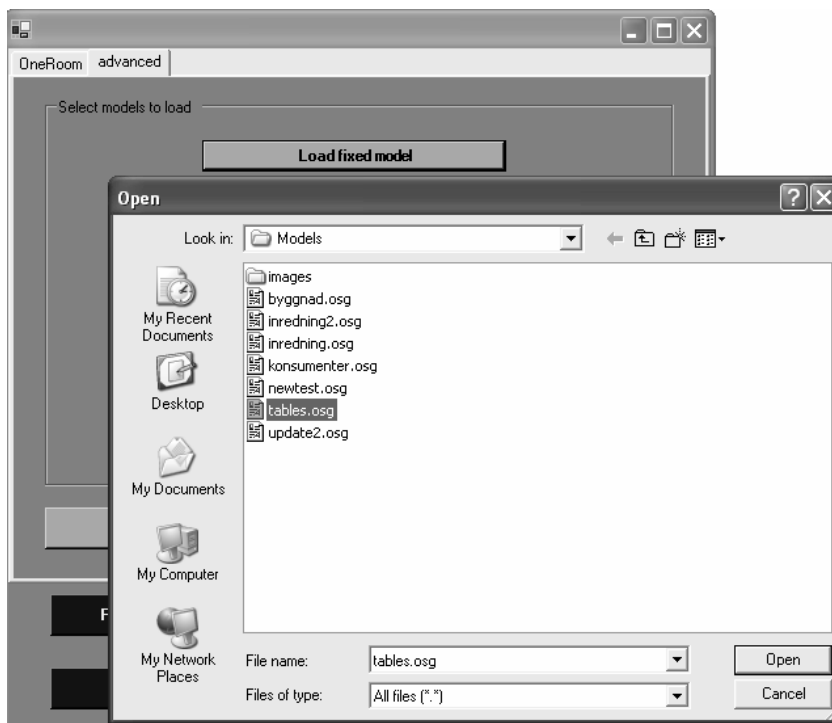 OneRoom advanced
Select models to load
Load fixed model
Open
Look in: Models
My Recent
Documents
Desktop
My Documents
My Computer
My Network
Places
images
byggnad.osg
inredning2.osg
inredning.osg
konsumenter.osg
newtest.osg
tables.osg
update2.osg
F
File name: tables.osg Open
Files of type: All files (*.*) Cancel